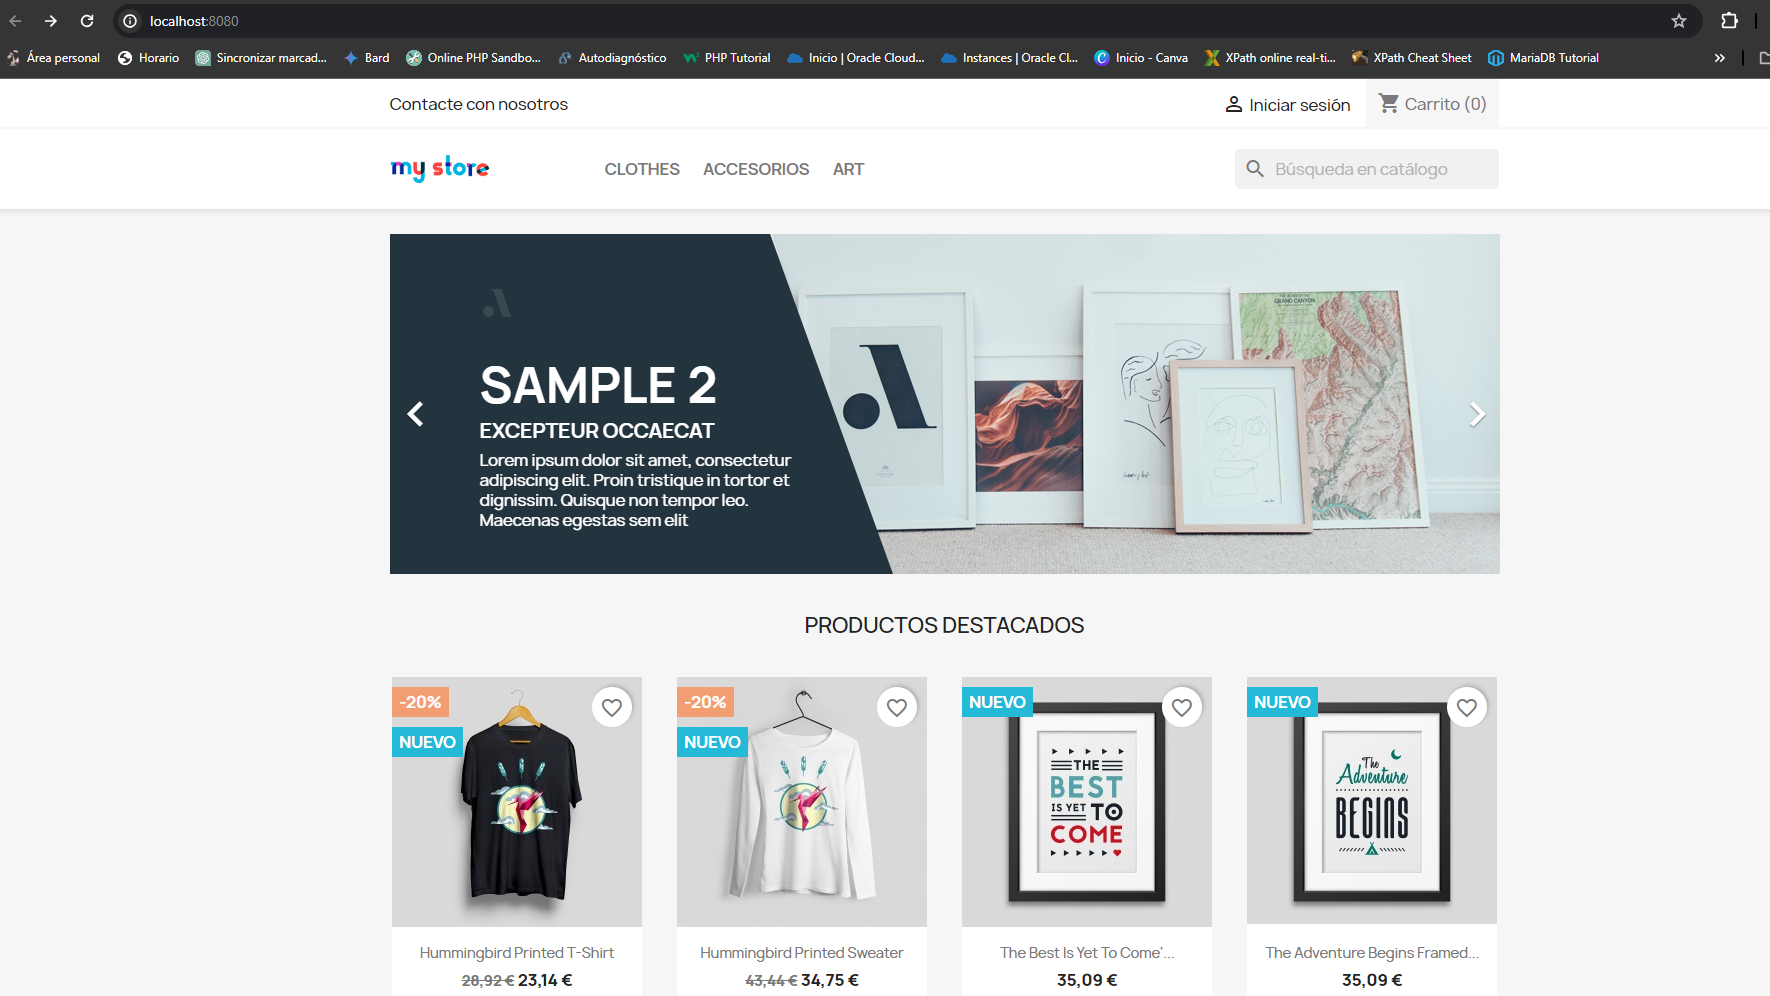 localhost:8080
Área personal Horario Sincronizar marcad... Bard Online PHP Sandbo... Autodiagnóstico PHP Tutorial Inicio | Oracle Cloud... Instances | Oracle Cl... Inicio - Canva XPath online real-ti... XPath Cheat Sheet MariaDB Tutorial
Contacte con nosotros Iniciar sesión Carrito (0)
my store CLOTHES ACCESORIOS ART Búsqueda en catálogo
GRAND CANYON
SAMPLE 2
EXCEPTEUR OCCAECAT
Lorem ipsum dolor sit amet, consectetur
adipiscing elit. Proin tristique in tortor et
dignissim. Quisque non tempor leo.
Maecenas egestas sem elit
PRODUCTOS DESTACADOS
-20%
NUEVO
Hummingbird Printed T-Shirt
28,92 € 23,14 €
-20%
NUEVO
Hummingbird Printed Sweater
43,44 € 34,75 €
NUEVO
THE
BEST
IS YET TO
COME
The Best Is Yet To Come'...
35,09 €
NUEVO
The
Adventure
BEGINS
The Adventure Begins Framed...
35,09 €